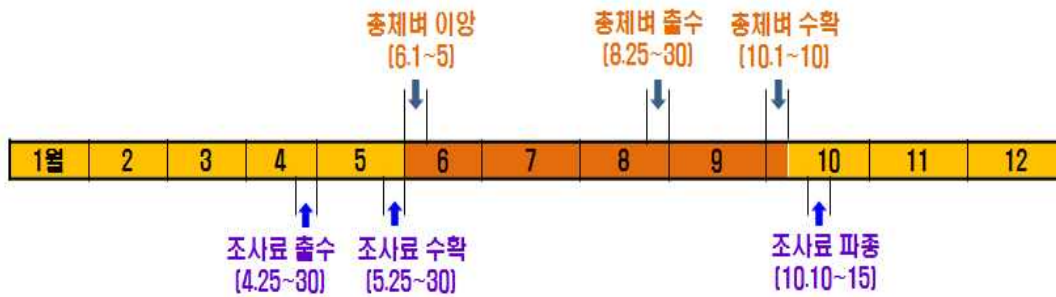 총체벼 이앙
(6.1~5)
총체벼 출수
(8.25~30)
총체벼 수확
(10.1~10)
1월 2 3 4 5 6 7 8 9 10 11 12
조사료 출수
(4.25~30)
조사료 수확
(5.25~30)
조사료 파종
(10.10~15)